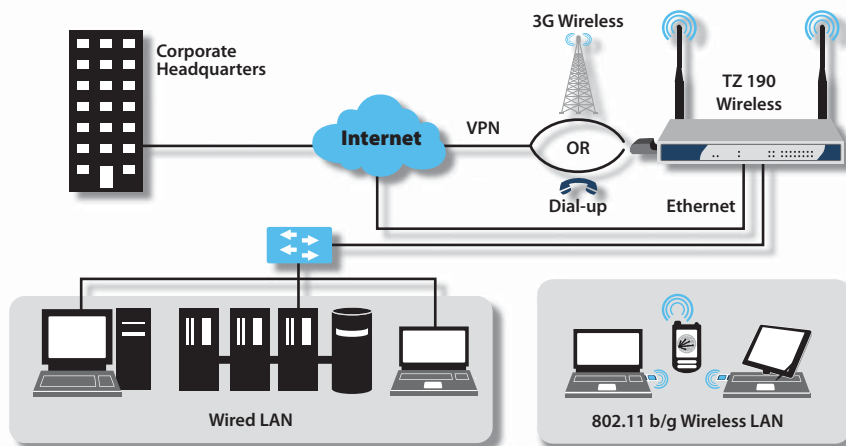 3G Wireless
Corporate
Headquarters
TZ 190
Wireless
Internet
VPN
OR
Dial-up
Ethernet
Wired LAN
802.11 b/g Wireless LAN